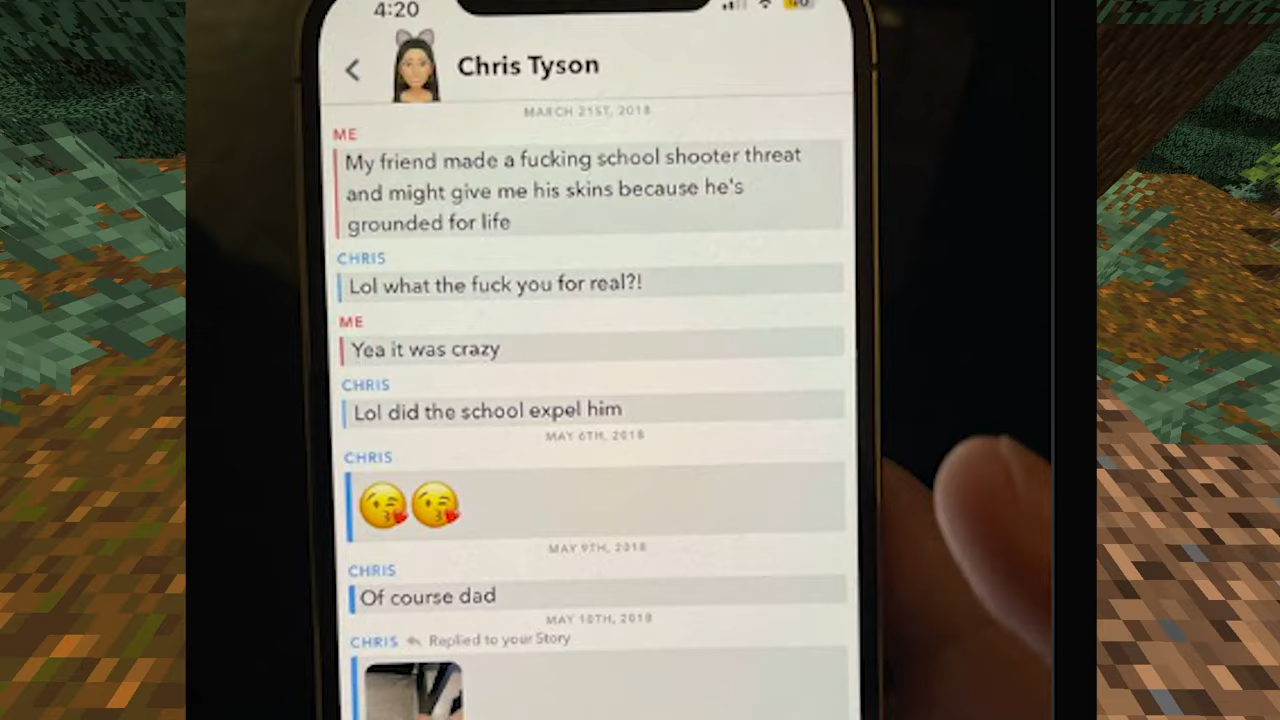 4:20
Chris Tyson
MARCH 21ST, 2018
ME
My friend made a fucking school shooter threat
and might give me his skins because he's
grounded for life
CHRIS
Lol what the fuck you for real?!
ME
Yea it was crazy
CHRIS
Lol did the school expel him
MAY 6TH, 2018
CHRIS
😘😘
MAY 9TH, 2018
CHRIS
Of course dad
MAY 18TH, 2018
CHRIS Replied to your Story